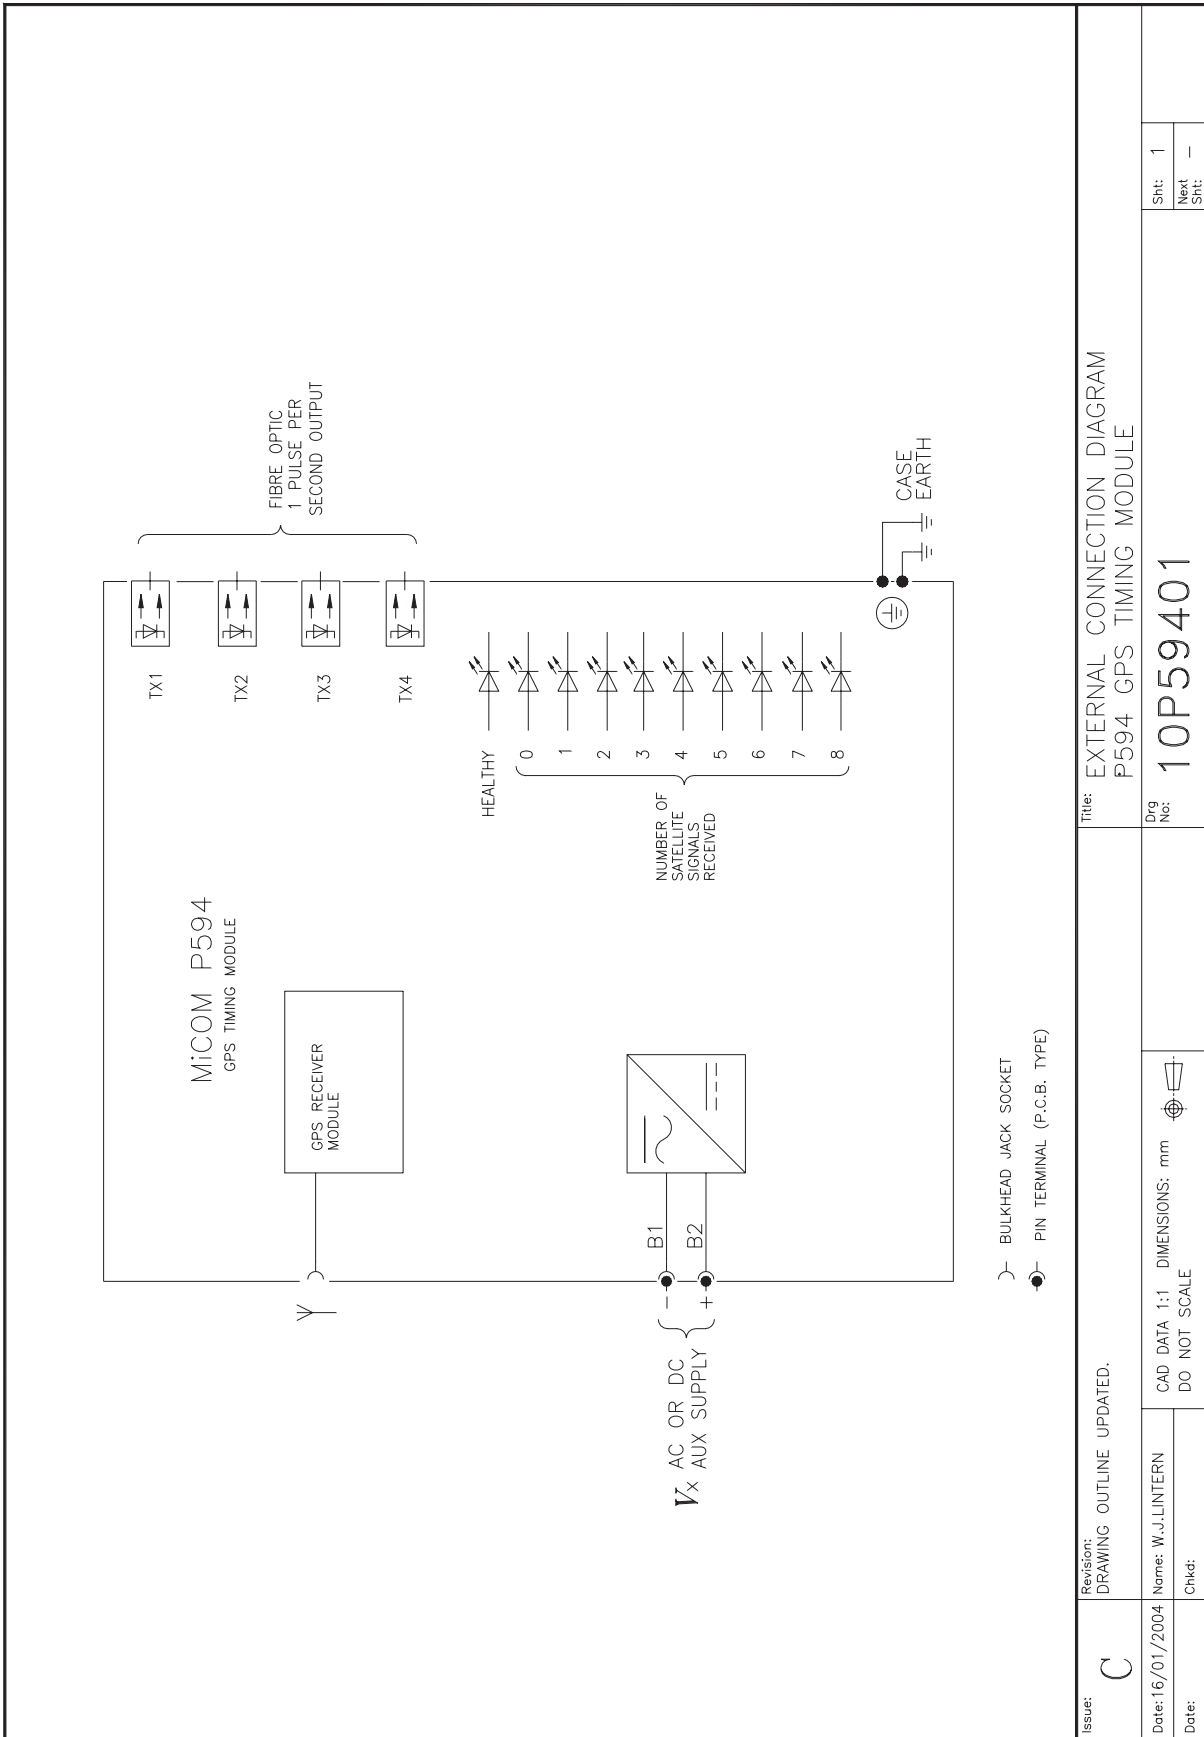 MiCOM P594
GPS TIMING MODULE
GPS RECEIVER
MODULE
TX1
TX2
TX3
TX4
FIBRE OPTIC
1 PULSE PER
SECOND OUTPUT
HEALTHY
0
1
2
3
4
5
6
7
8
NUMBER OF
SATELLITE
SIGNALS
RECEIVED
Vx AC OR DC
AUX SUPPLY
−
+
B1
B2
CASE
EARTH
BULKHEAD JACK SOCKET
PIN TERMINAL (P.C.B. TYPE)
Issue:
C
Revision:
DRAWING OUTLINE UPDATED.
Title:
EXTERNAL CONNECTION DIAGRAM
P594 GPS TIMING MODULE
Date: 16/01/2004
Name: W.J.LINTERN
Date:
Chkd:
CAD DATA 1:1 DIMENSIONS: mm
DO NOT SCALE
Drg
No:
10P59401
Sht: 1
Next
Sht: −